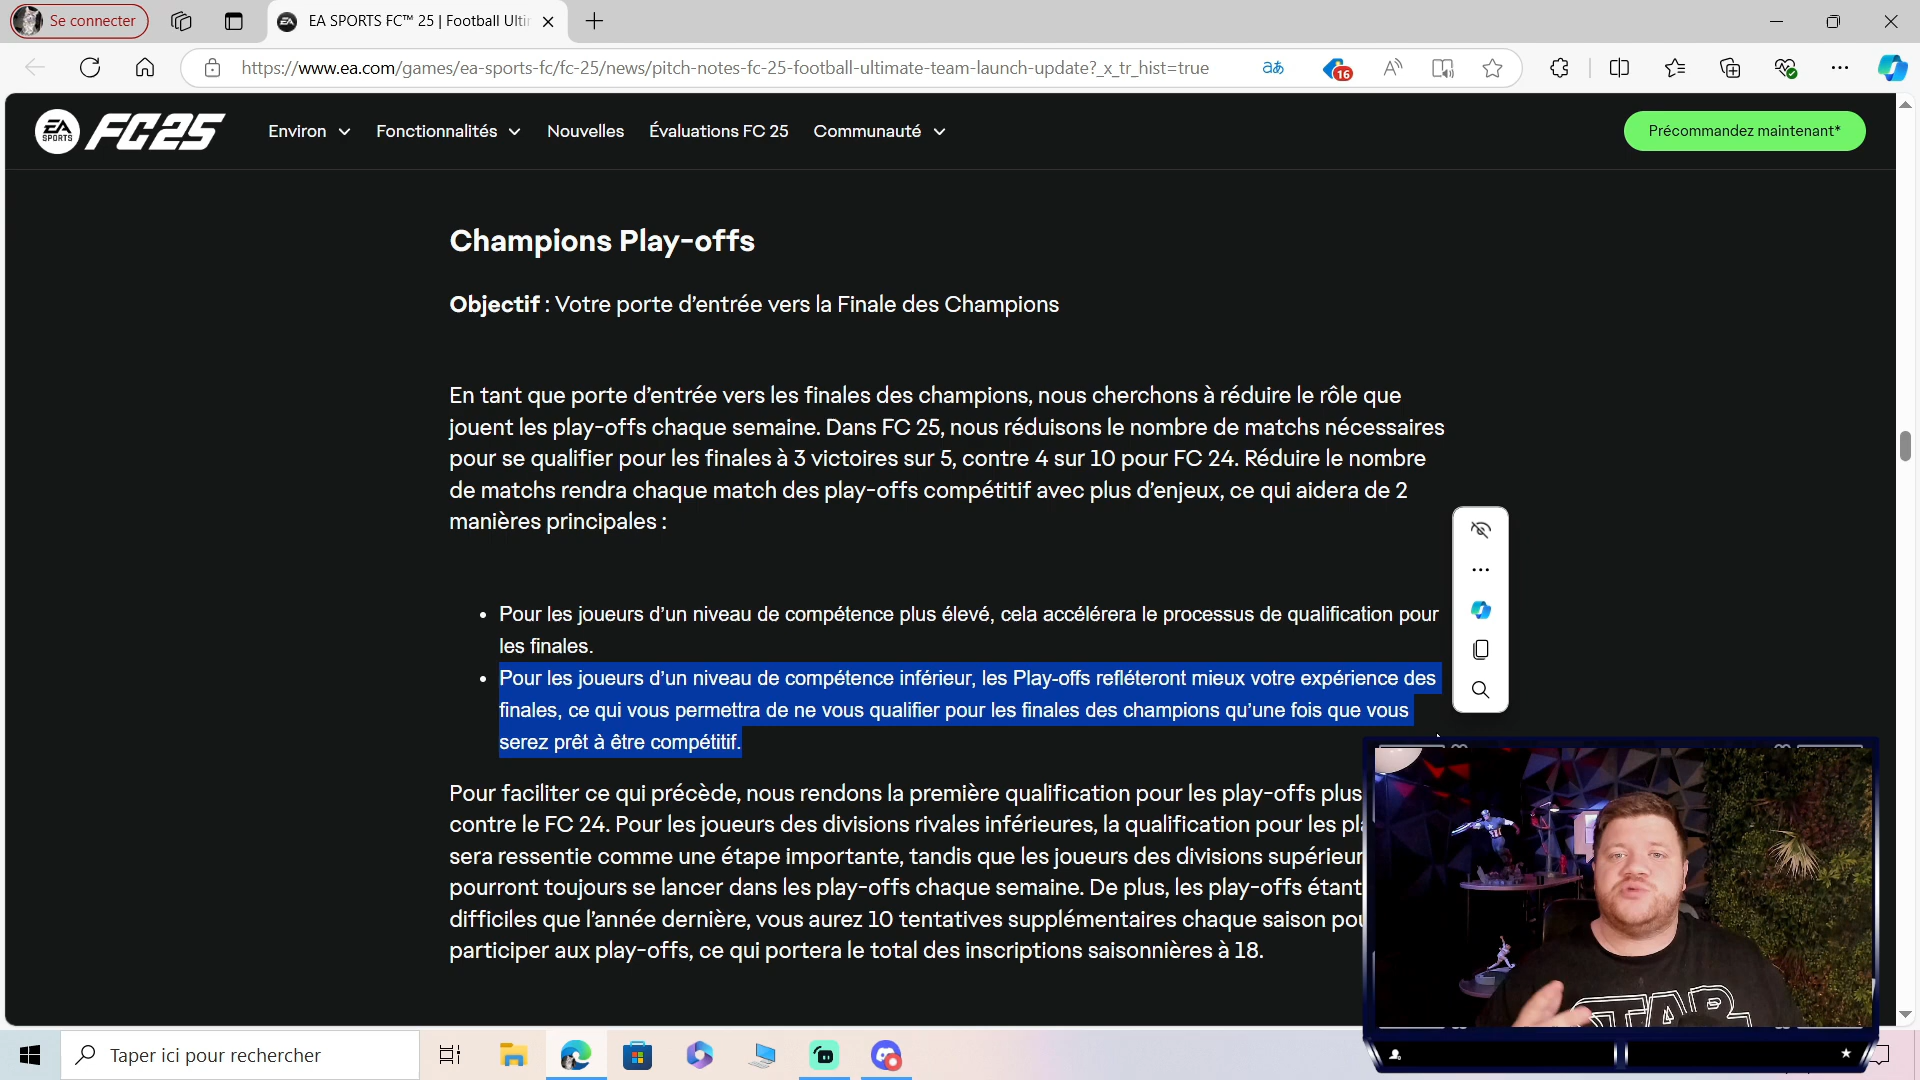 Se connecter
EA SPORTS FC™ 25 | Football Ulti
https://www.ea.com/games/ea-sports-fc/fc-25/news/pitch-notes-fc-25-football-ultimate-team-launch-update?_x_tr_hist=true
aあ
16
EA SPORTS FC25
Environ
Fonctionnalités
Nouvelles
Évaluations FC 25
Communauté
Précommandez maintenant*
Champions Play-offs
Objectif : Votre porte d’entrée vers la Finale des Champions
En tant que porte d’entrée vers les finales des champions, nous cherchons à réduire le rôle que
jouent les play-offs chaque semaine. Dans FC 25, nous réduisons le nombre de matchs nécessaires
pour se qualifier pour les finales à 3 victoires sur 5, contre 4 sur 10 pour FC 24. Réduire le nombre
de matchs rendra chaque match des play-offs compétitif avec plus d’enjeux, ce qui aidera de 2
manières principales :
• Pour les joueurs d’un niveau de compétence plus élevé, cela accélérera le processus de qualification pour
les finales.
• Pour les joueurs d’un niveau de compétence inférieur, les Play-offs refléteront mieux votre expérience des
finales, ce qui vous permettra de ne vous qualifier pour les finales des champions qu’une fois que vous
serez prêt à être compétitif.
Pour faciliter ce qui précède, nous rendons la première qualification pour les play-offs plus
contre le FC 24. Pour les joueurs des divisions rivales inférieures, la qualification pour les pl
sera ressentie comme une étape importante, tandis que les joueurs des divisions supérieur
pourront toujours se lancer dans les play-offs chaque semaine. De plus, les play-offs étant
difficiles que l’année dernière, vous aurez 10 tentatives supplémentaires chaque saison pou
participer aux play-offs, ce qui portera le total des inscriptions saisonnières à 18.
STAR
Taper ici pour rechercher